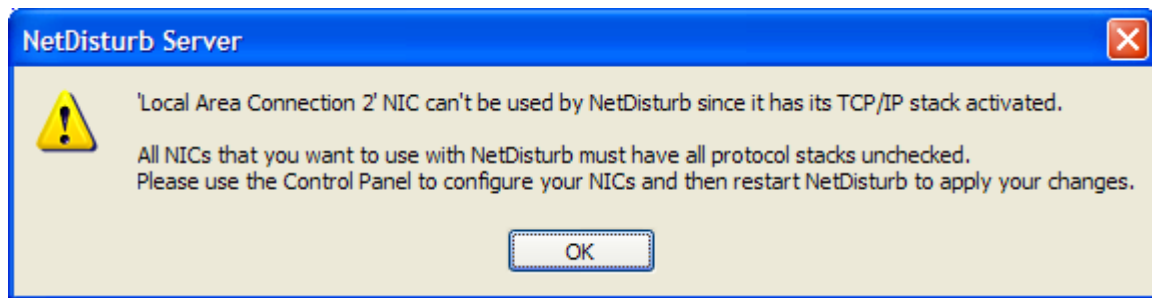 NetDisturb Server
'Local Area Connection 2' NIC can't be used by NetDisturb since it has its TCP/IP stack activated.
All NICs that you want to use with NetDisturb must have all protocol stacks unchecked.
Please use the Control Panel to configure your NICs and then restart NetDisturb to apply your changes.
OK